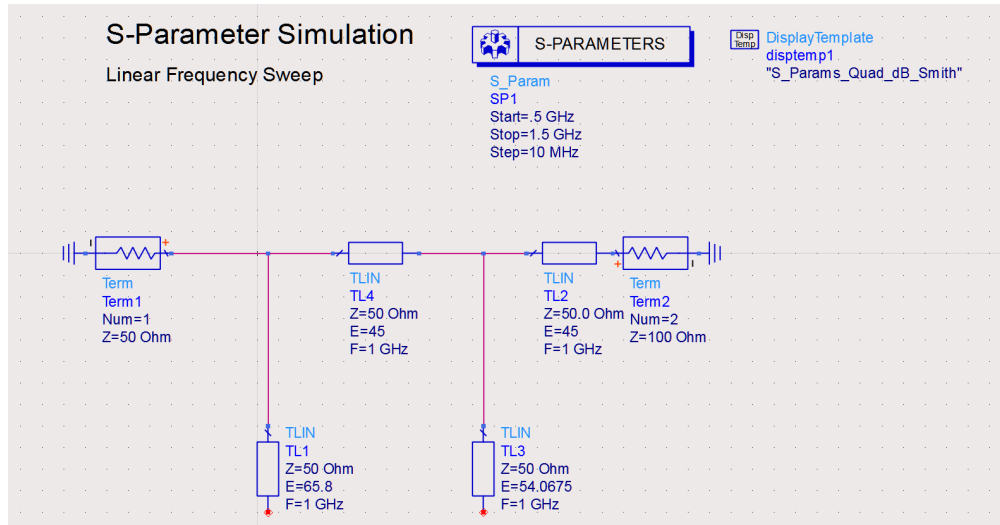 S-Parameter Simulation
Linear Frequency Sweep
S-PARAMETERS
S_Param
SP1
Start=.5 GHz
Stop=1.5 GHz
Step=10 MHz
Disp
Temp
DisplayTemplate
disptemp1
"S_Params_Quad_dB_Smith"
Term
Term1
Num=1
Z=50 Ohm
TLIN
TL4
Z=50 Ohm
E=45
F=1 GHz
TLIN
TL2
Z=50.0 Ohm
E=45
F=1 GHz
Term
Term2
Num=2
Z=100 Ohm
TLIN
TL1
Z=50 Ohm
E=65.8
F=1 GHz
TLIN
TL3
Z=50 Ohm
E=54.0675
F=1 GHz